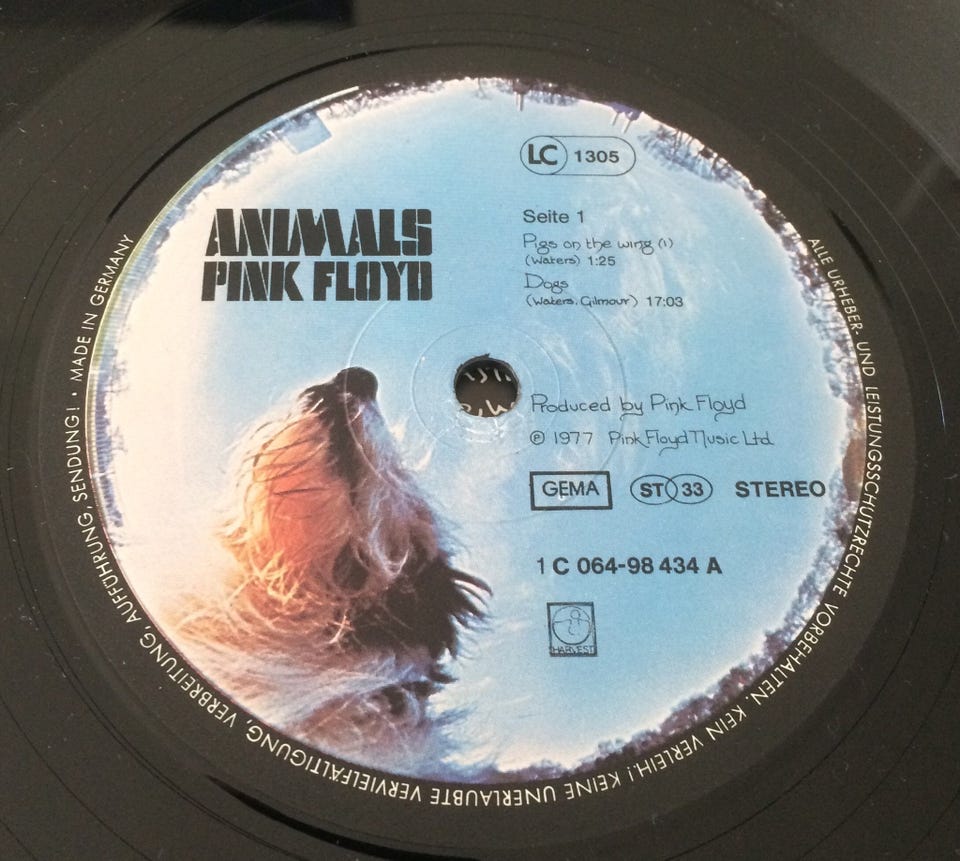 ANIMALS
PINK FLOYD
LC 1305
Seite 1
Pigs on the wing (1)
(Waters) 1:25
Dogs
(Waters. Gilmour) 17:03
Produced by Pink Floyd
℗ 1977 Pink Floyd Music Ltd.
GEMA ST 33 STEREO
1 C 064-98 434 A
HARVEST
ALLE URHEBER- UND LEISTUNGSSCHUTZRECHTE VORBEHALTEN. KEIN VERLEIH! KEINE UNERLAUBTE VERVIELFÄLTIGUNG, VERBREITUNG, AUFFÜHRUNG, SENDUNG! • MADE IN GERMANY